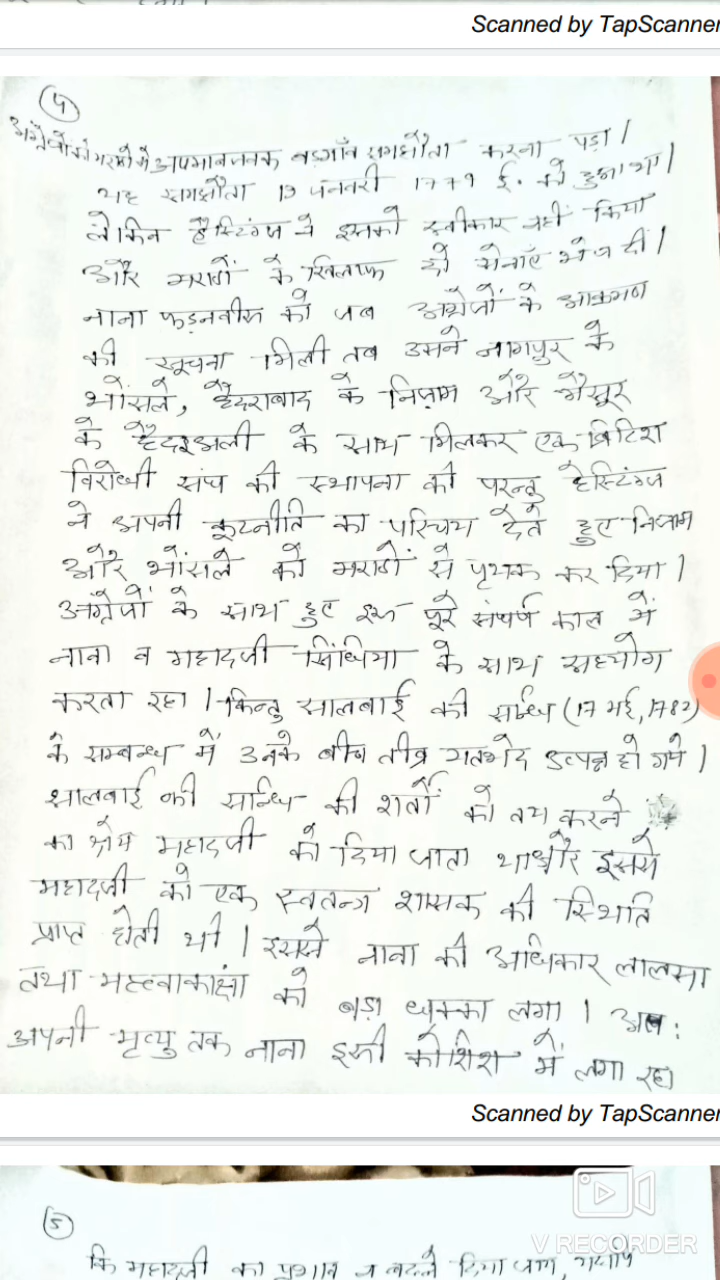 Scanned by TapScanner
५
अंग्रेजों को मराठों से अपमानजनक बड़गाँव समझौता करना पड़ा।
यह समझौता 19 जनवरी 1779 ई. को हुआ था।
लेकिन हैस्टिंग्ज ने इसको स्वीकार नहीं किया
और मराठों के खिलाफ दो सेनाएँ भेज दी।
नाना फड़नवीस को जब अंग्रेजों के आक्रमण
की सूचना मिली तब उसने नागपुर के
भोंसले, हैदराबाद के निज़ाम और मैसूर
के हैदरअली के साथ मिलकर एक ब्रिटिश
विरोधी संघ की स्थापना की परन्तु हेस्टिंग्ज
ने अपनी कूटनीति का परिचय देते हुए निजाम
और भोंसले को मराठों से पृथक कर दिया।
अंग्रेजों के साथ हुए इस पूरे संघर्ष काल में
नाना व महादजी सिंधिया के साथ सहयोग
करता रहा। किन्तु सालबाई की सन्धि (17 मई, 1782)
के सम्बन्ध में उनके बीच तीव्र मतभेद उत्पन्न हो गये।
सालबाई की सन्धि की शर्तों को तय करने
का श्रेय महादजी को दिया जाता था और इससे
महादजी को एक स्वतन्त्र शासक की स्थिति
प्राप्त होती थी। इससे नाना की अधिकार लालसा
तथा महत्वाकांक्षा को बड़ा धक्का लगा। अतः
अपनी मृत्यु तक नाना इसी कोशिश में लगा रहा
Scanned by TapScanner
5
कि महादजी का प्रभाव न बढ़ने दिया जाए,
V RECORDER